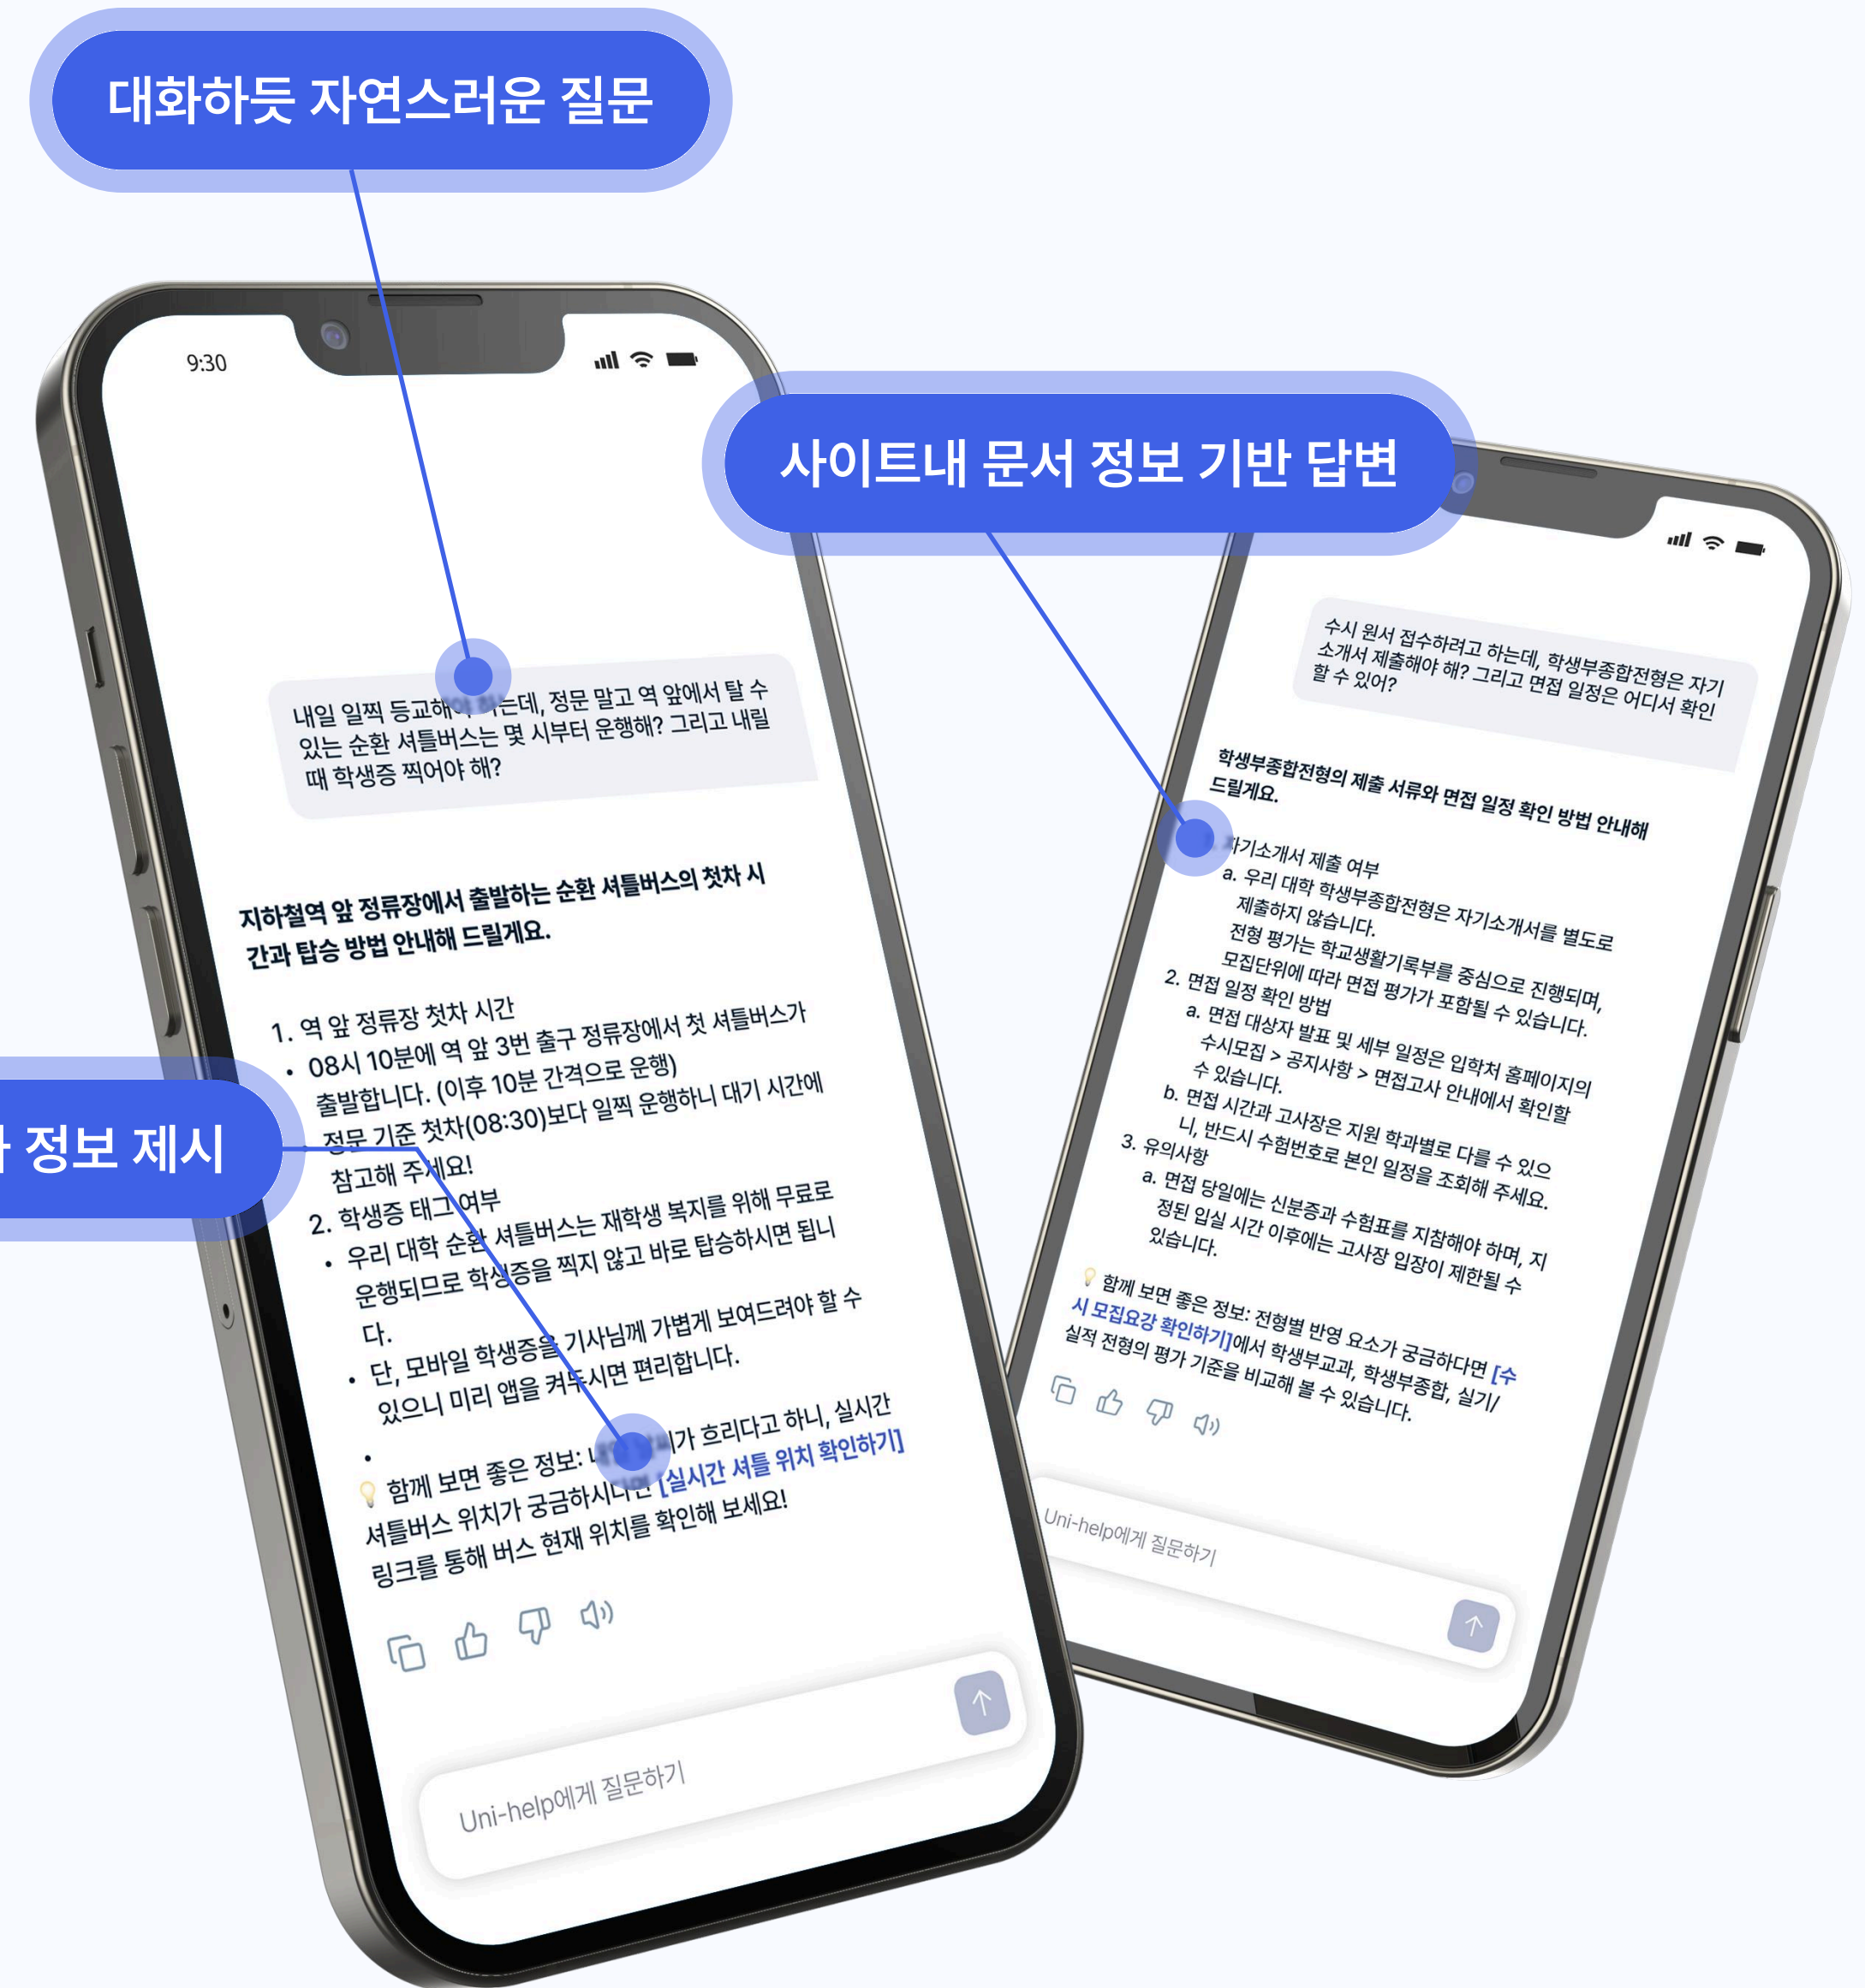 대화하듯 자연스러운 질문
사이트내 문서 정보 기반 답변
정보 제시
9:30
내일 일찍 등교해야 하는데, 정문 말고 역 앞에서 탈 수
있는 순환 셔틀버스는 몇 시부터 운행해? 그리고 내릴
때 학생증 찍어야 해?
지하철역 앞 정류장에서 출발하는 순환 셔틀버스의 첫차 시
간과 탑승 방법 안내해 드릴게요.
1. 역 앞 정류장 첫차 시간
• 08시 10분에 역 앞 3번 출구 정류장에서 첫 셔틀버스가
출발합니다. (이후 10분 간격으로 운행)
정문 기준 첫차(08:30)보다 일찍 운행하니 대기 시간에
참고해 주세요!
2. 학생증 태그 여부
• 우리 대학 순환 셔틀버스는 재학생 복지를 위해 무료로
운행되므로 학생증을 찍지 않고 바로 탑승하시면 됩니
다.
• 단, 모바일 학생증을 기사님께 가볍게 보여드려야 할 수
있으니 미리 앱을 켜두시면 편리합니다.
•
💡 함께 보면 좋은 정보: 흐리다고 하니, 실시간
셔틀버스 위치가 궁금하시다면 [실시간 셔틀 위치 확인하기]
링크를 통해 버스 현재 위치를 확인해 보세요!
Uni-help에게 질문하기
수시 원서 접수하려고 하는데, 학생부종합전형은 자기
소개서 제출해야 해? 그리고 면접 일정은 어디서 확인
할 수 있어?
학생부종합전형의 제출 서류와 면접 일정 확인 방법 안내해
드릴게요.
자기소개서 제출 여부
a. 우리 대학 학생부종합전형은 자기소개서를 별도로
제출하지 않습니다.
전형 평가는 학교생활기록부를 중심으로 진행되며,
모집단위에 따라 면접 평가가 포함될 수 있습니다.
2. 면접 일정 확인 방법
a. 면접 대상자 발표 및 세부 일정은 입학처 홈페이지의
수시모집 > 공지사항 > 면접고사 안내에서 확인할
수 있습니다.
b. 면접 시간과 고사장은 지원 학과별로 다를 수 있으
니, 반드시 수험번호로 본인 일정을 조회해 주세요.
3. 유의사항
a. 면접 당일에는 신분증과 수험표를 지참해야 하며, 지
정된 입실 시간 이후에는 고사장 입장이 제한될 수
있습니다.
💡 함께 보면 좋은 정보: 전형별 반영 요소가 궁금하다면 [수
시 모집요강 확인하기]에서 학생부교과, 학생부종합, 실기/
실적 전형의 평가 기준을 비교해 볼 수 있습니다.
Uni-help에게 질문하기